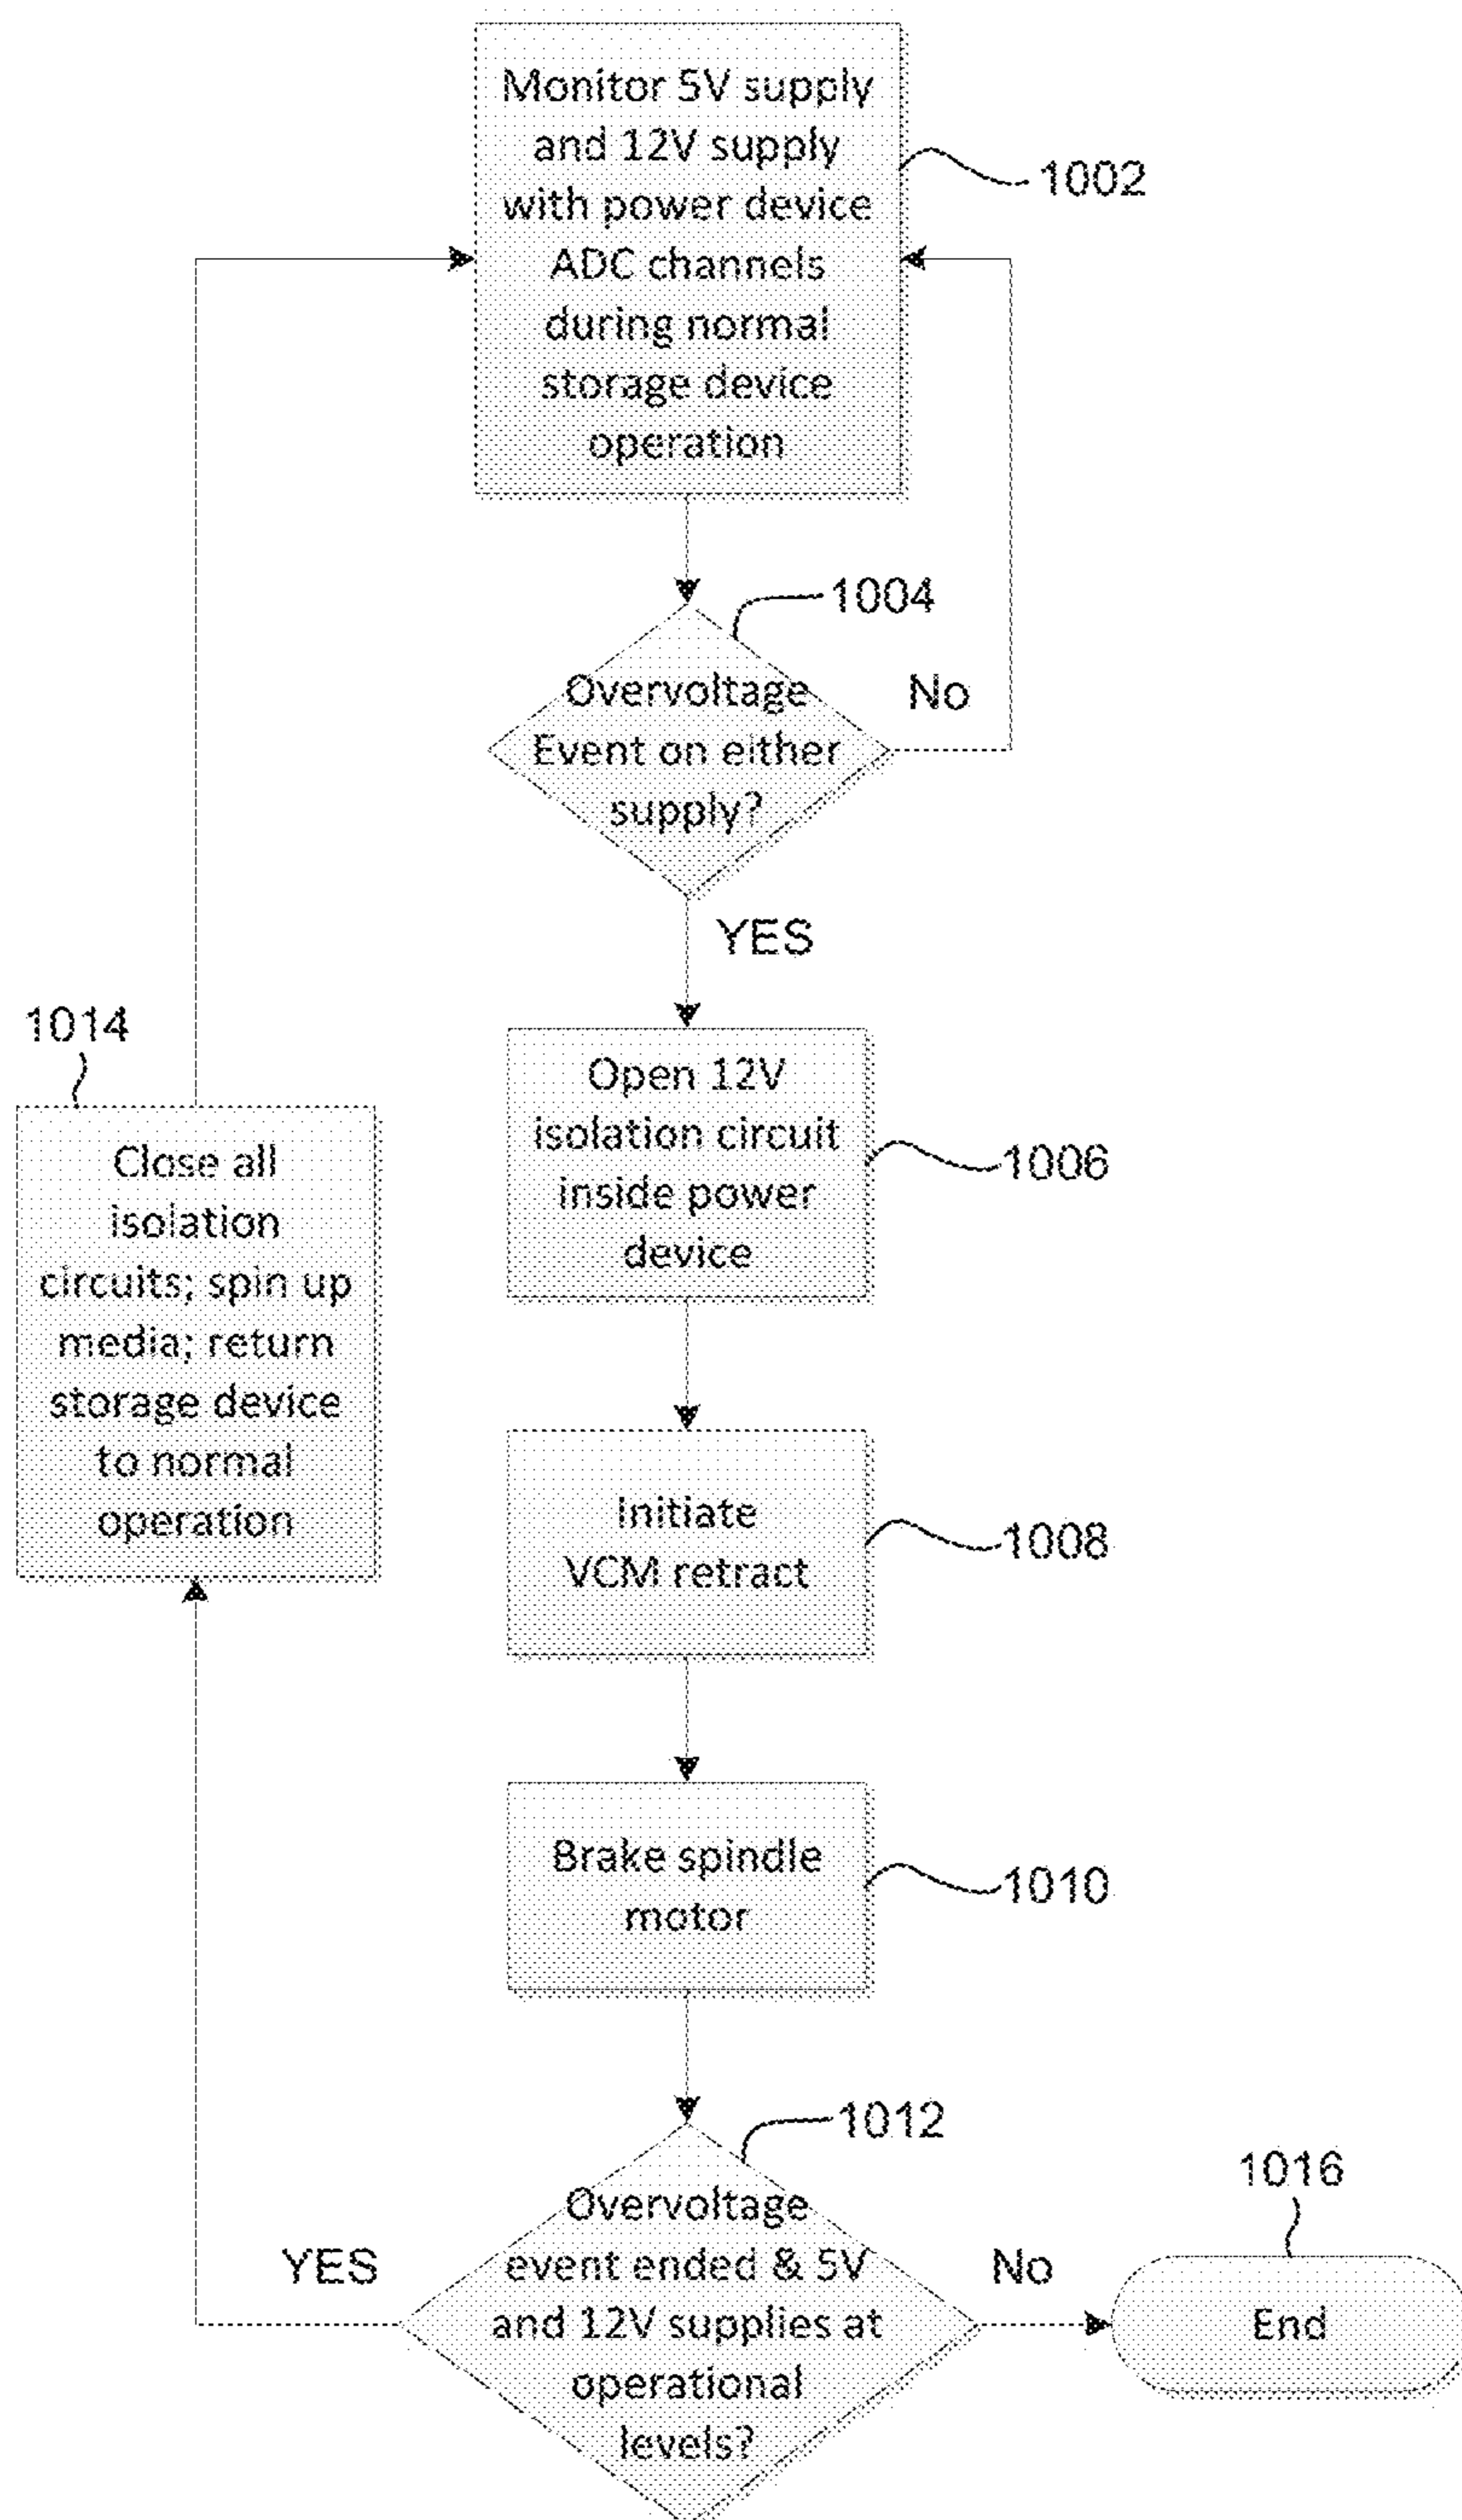 Monitor 5V supply
and 12V supply
with power device
ADC channels
during normal
storage device
operation
1002
1004
Overvoltage
Event on either
supply?
No
YES
Open 12V
isolation circuit
inside power
device
1006
1014
Close all
isolation
circuits; spin up
media; return
storage device
to normal
operation
Initiate
VCM retract
1008
Brake spindle
motor
1010
1012
Overvoltage
event ended & 5V
and 12V supplies at
operational
levels?
YES
No
1016
End